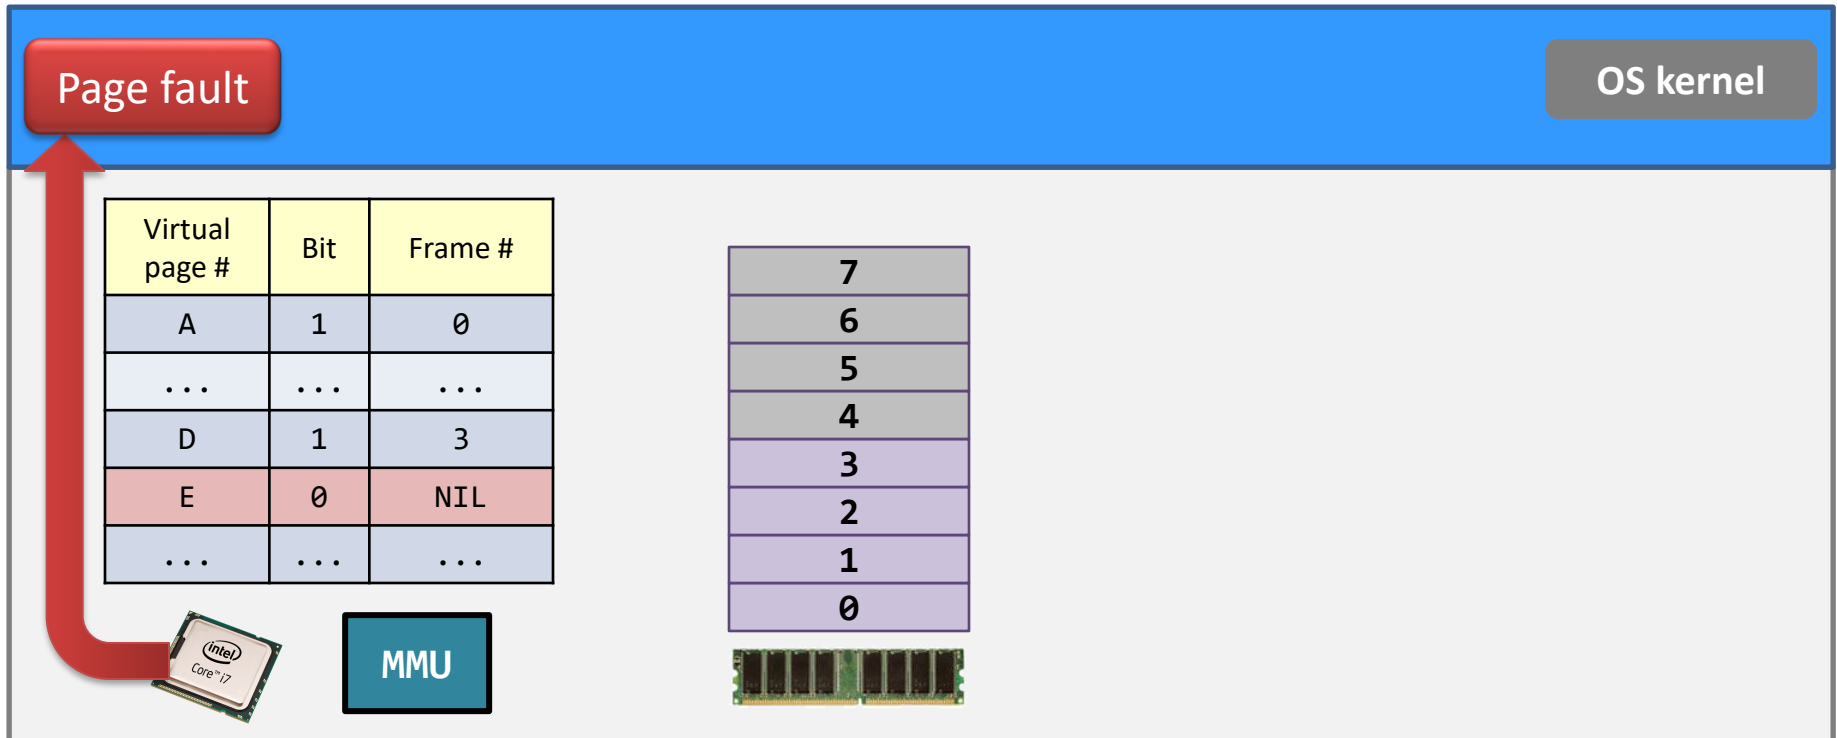 Page fault
OS kernel
Virtual page #
Bit
Frame #
A 1 0
... ... ...
D 1 3
E 0 NIL
... ... ...
7
6
5
4
3
2
1
0
intel
Core™ i7
MMU